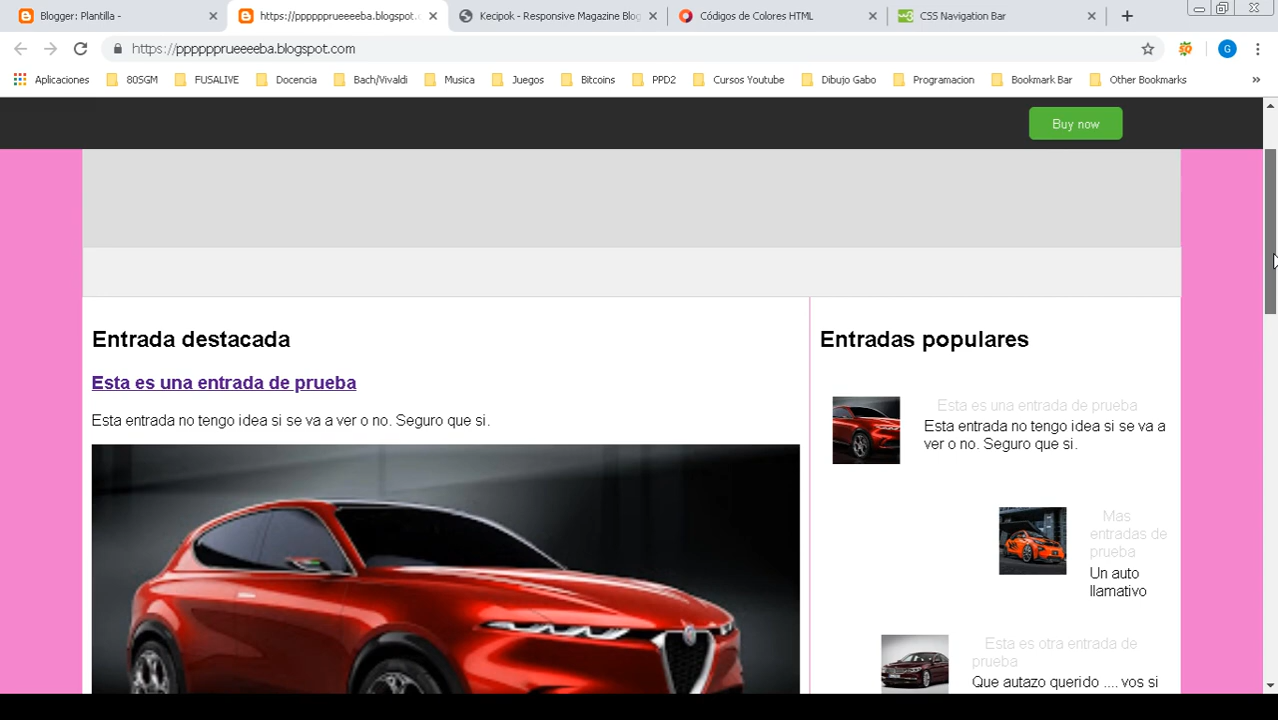 Blogger: Plantilla -
https://ppppppprueeeeba.blogspot.
Kecipok - Responsive Magazine Blog
Códigos de Colores HTML
CSS Navigation Bar
https://ppppppprueeeeba.blogspot.com
G
Aplicaciones
80SGM
FUSALIVE
Docencia
Bach/Vivaldi
Musica
Juegos
Bitcoins
PPD2
Cursos Youtube
Dibujo Gabo
Programacion
Bookmark Bar
Other Bookmarks
»
Buy now
Entrada destacada
Esta es una entrada de prueba
Esta entrada no tengo idea si se va a ver o no. Seguro que si.
Entradas populares
Esta es una entrada de prueba
Esta entrada no tengo idea si se va a
ver o no. Seguro que si.
Mas
entradas de
prueba
Un auto
llamativo
Esta es otra entrada de
prueba
Que autazo querido .... vos si